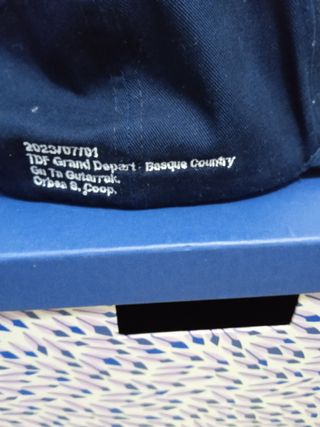 2023/07/01
TDF Grand Depart - Basque Country
Gu Ta Gutarrak.
Orbea S. Coop.